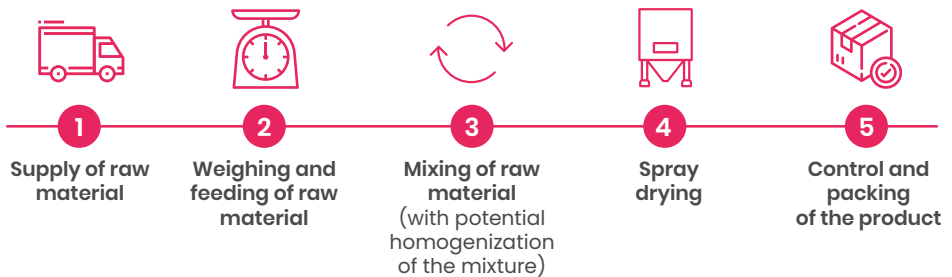 1
Supply of raw
material
2
Weighing and
feeding of raw
material
3
Mixing of raw
material
(with potential
homogenization
of the mixture)
4
Spray
drying
5
Control and
packing
of the product